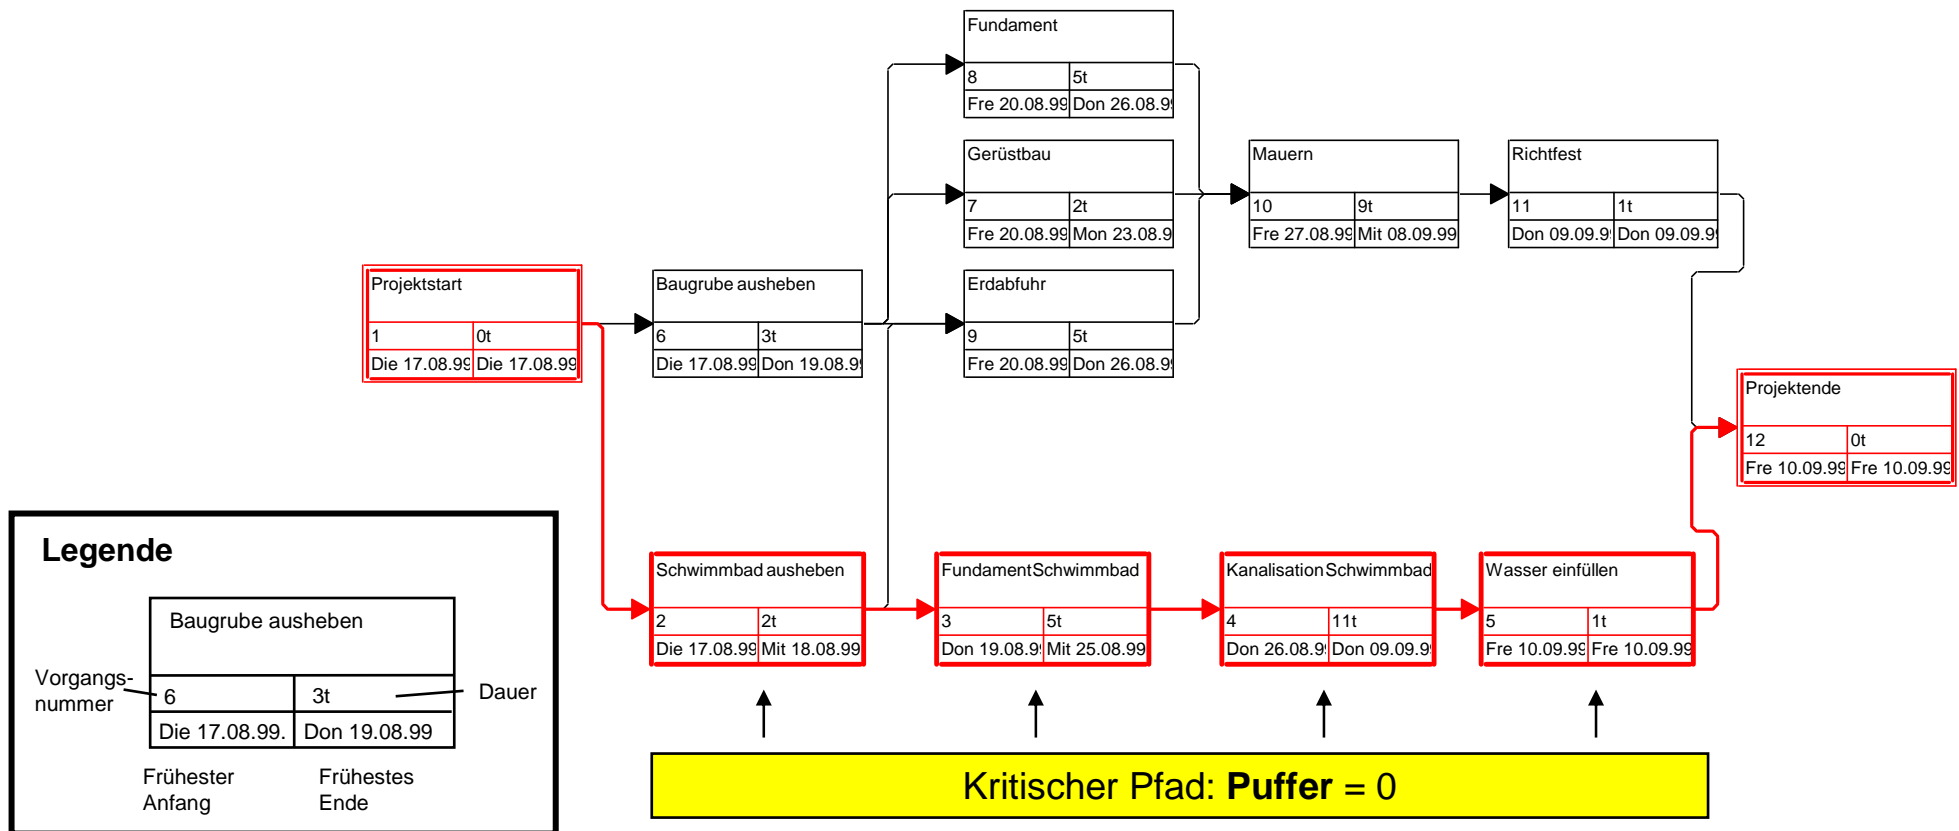 Fundament
8 5t
Fre 20.08.99 Don 26.08.9
Gerüstbau
7 2t
Fre 20.08.99 Mon 23.08.9
Mauern
10 9t
Fre 27.08.99 Mit 08.09.99
Richtfest
11 1t
Don 09.09.9 Don 09.09.9
Projektstart
1 0t
Die 17.08.99 Die 17.08.99
Baugrube ausheben
6 3t
Die 17.08.99 Don 19.08.9
Erdabfuhr
9 5t
Fre 20.08.99 Don 26.08.9
Projektende
12 0t
Fre 10.09.99 Fre 10.09.99
Schwimmbad ausheben
2 2t
Die 17.08.99 Mit 18.08.99
Fundament Schwimmbad
3 5t
Don 19.08.9 Mit 25.08.99
Kanalisation Schwimmbad
4 11t
Don 26.08.9 Don 09.09.9
Wasser einfüllen
5 1t
Fre 10.09.99 Fre 10.09.99
Legende
Baugrube ausheben
Vorgangs-
nummer
6 3t
Dauer
Die 17.08.99. Don 19.08.99
Frühester
Anfang
Frühestes
Ende
Kritischer Pfad: Puffer = 0